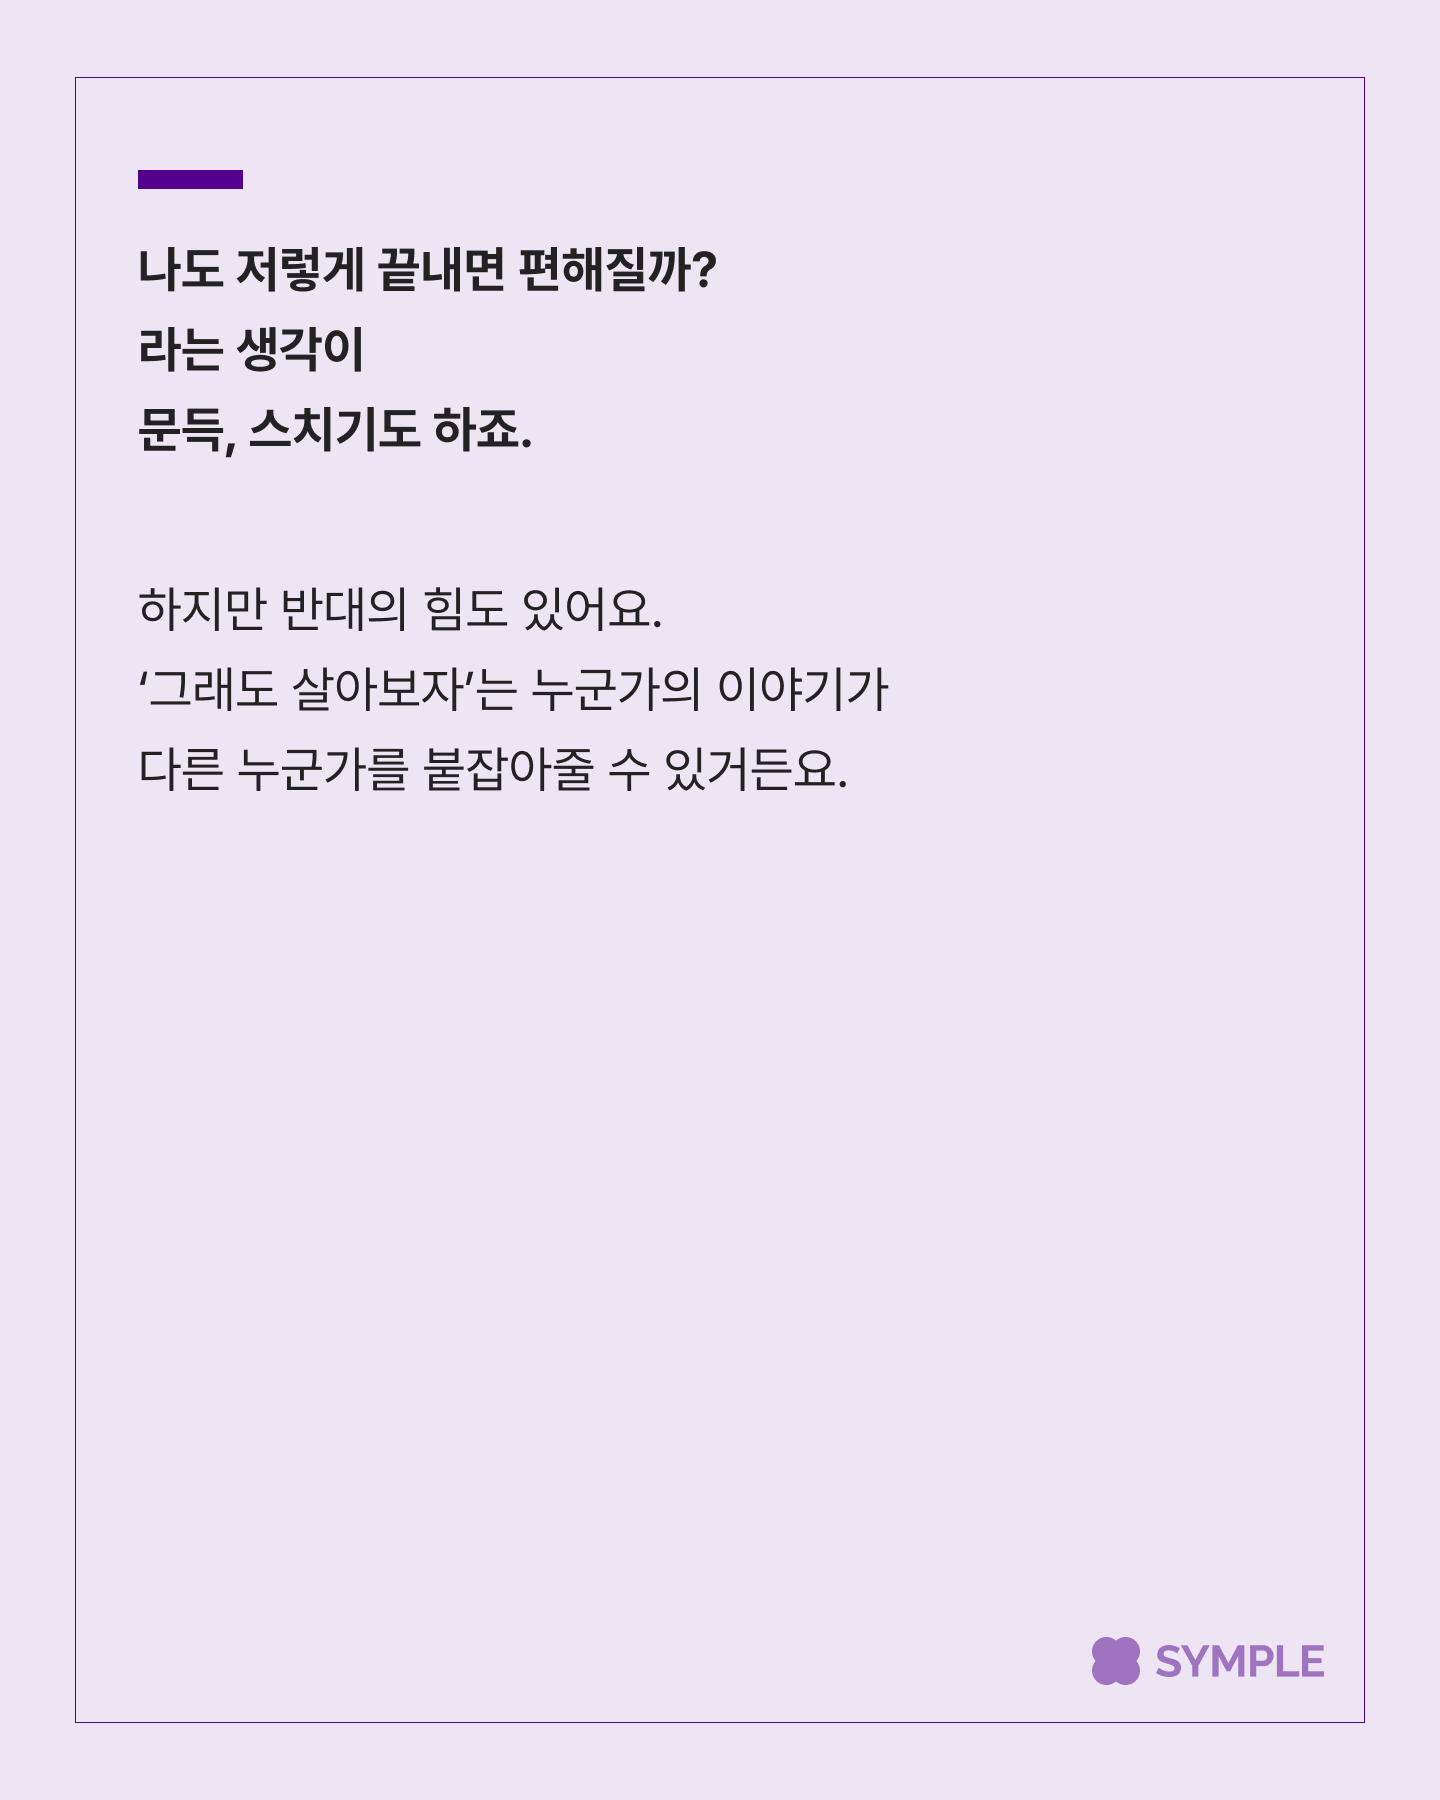 나도 저렇게 끝내면 편해질까?
라는 생각이
문득, 스치기도 하죠.
하지만 반대의 힘도 있어요.
‘그래도 살아보자’는 누군가의 이야기가
다른 누군가를 붙잡아줄 수 있거든요.
SYMPLE